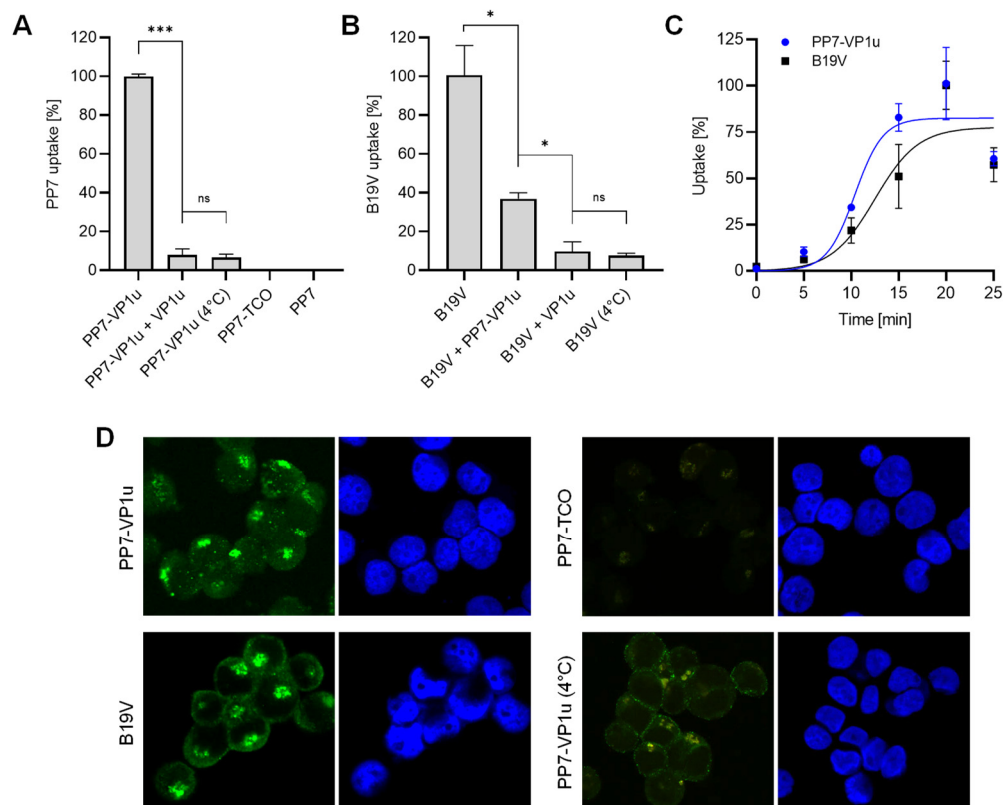 A
PP7 uptake [%]
120
100
80
60
40
20
0
***
ns
PP7-VP1u
PP7-VP1u + VP1u
PP7-VP1u (4°C)
PP7-TCO
PP7
B
B19V uptake [%]
120
100
80
60
40
20
0
*
*
ns
B19V
B19V + PP7-VP1u
B19V + VP1u
B19V (4°C)
C
Uptake [%]
125
100
75
50
25
0
PP7-VP1u
B19V
0
5
10
15
20
25
Time [min]
D
PP7-VP1u
PP7-TCO
B19V
PP7-VP1u (4°C)